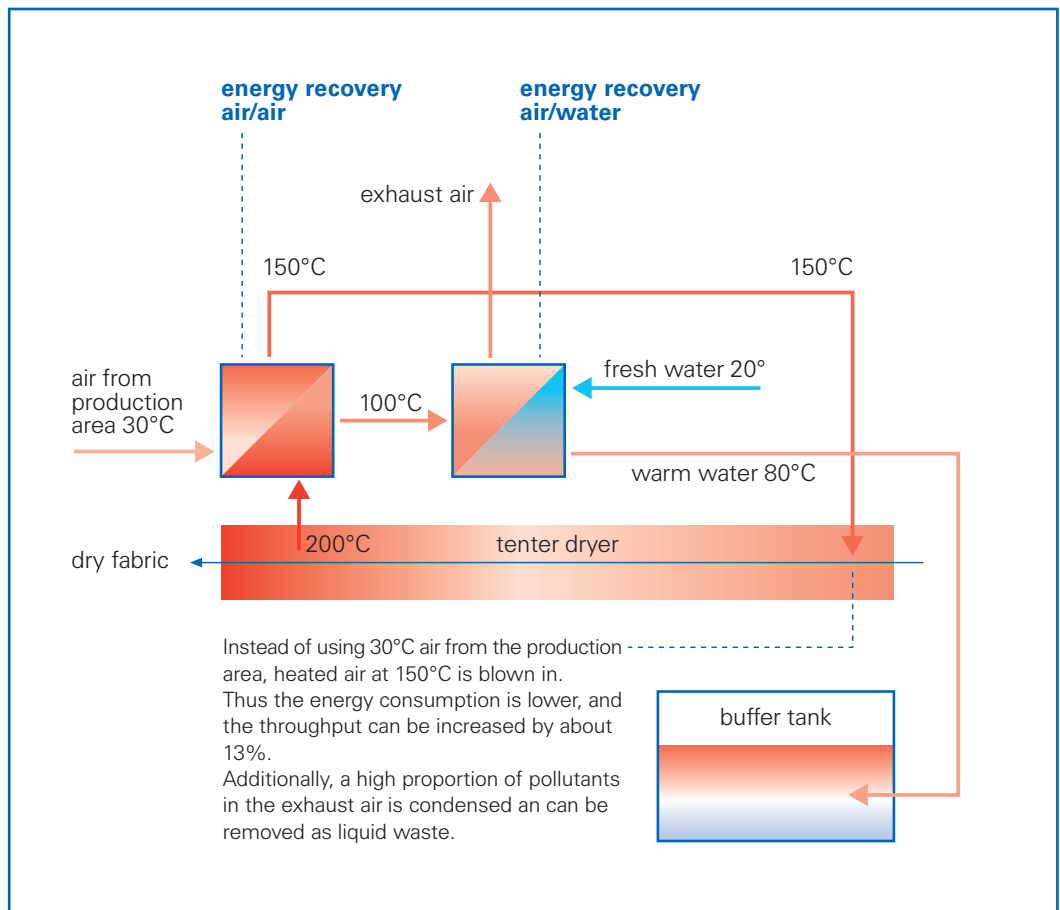 energy recovery
air/air
energy recovery
air/water
exhaust air
150°C
150°C
air from
production
area 30°C
100°C
fresh water 20°
warm water 80°C
200°C
tenter dryer
dry fabric
Instead of using 30°C air from the production
area, heated air at 150°C is blown in.
Thus the energy consumption is lower, and
the throughput can be increased by about
13%.
Additionally, a high proportion of pollutants
in the exhaust air is condensed an can be
removed as liquid waste.
buffer tank